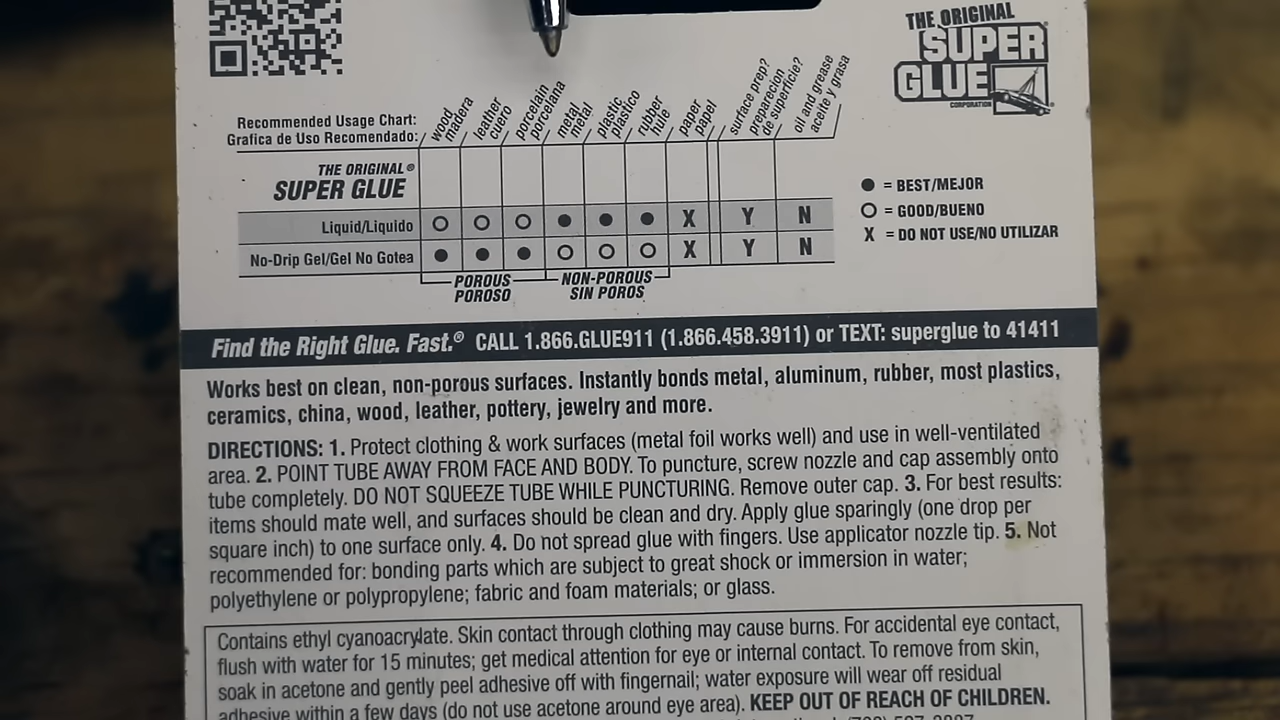 THE ORIGINAL
SUPER
GLUE®
CORPORATION
Recommended Usage Chart:
Grafica de Uso Recomendado:
wood
madera
leather
cuero
porcelain
porcelana
metal
metal
plastic
plastico
rubber
hule
paper
papel
surface prep?
preparecion
de superficie?
oil and grease
aceite y grasa
THE ORIGINAL®
SUPER GLUE
Liquid/Liquido ○ ○ ○ ● ● ● X Y N
No-Drip Gel/Gel No Gotea ● ● ● ○ ○ ○ X Y N
POROUS
POROSO
NON-POROUS
SIN POROS
● = BEST/MEJOR
○ = GOOD/BUENO
X = DO NOT USE/NO UTILIZAR
Find the Right Glue. Fast.® CALL 1.866.GLUE911 (1.866.458.3911) or TEXT: superglue to 41411
Works best on clean, non-porous surfaces. Instantly bonds metal, aluminum, rubber, most plastics,
ceramics, china, wood, leather, pottery, jewelry and more.
DIRECTIONS: 1. Protect clothing & work surfaces (metal foil works well) and use in well-ventilated
area. 2. POINT TUBE AWAY FROM FACE AND BODY. To puncture, screw nozzle and cap assembly onto
tube completely. DO NOT SQUEEZE TUBE WHILE PUNCTURING. Remove outer cap. 3. For best results:
items should mate well, and surfaces should be clean and dry. Apply glue sparingly (one drop per
square inch) to one surface only. 4. Do not spread glue with fingers. Use applicator nozzle tip. 5. Not
recommended for: bonding parts which are subject to great shock or immersion in water;
polyethylene or polypropylene; fabric and foam materials; or glass.
Contains ethyl cyanoacrylate. Skin contact through clothing may cause burns. For accidental eye contact,
flush with water for 15 minutes; get medical attention for eye or internal contact. To remove from skin,
soak in acetone and gently peel adhesive off with fingernail; water exposure will wear off residual
adhesive within a few days (do not use acetone around eye area). KEEP OUT OF REACH OF CHILDREN.